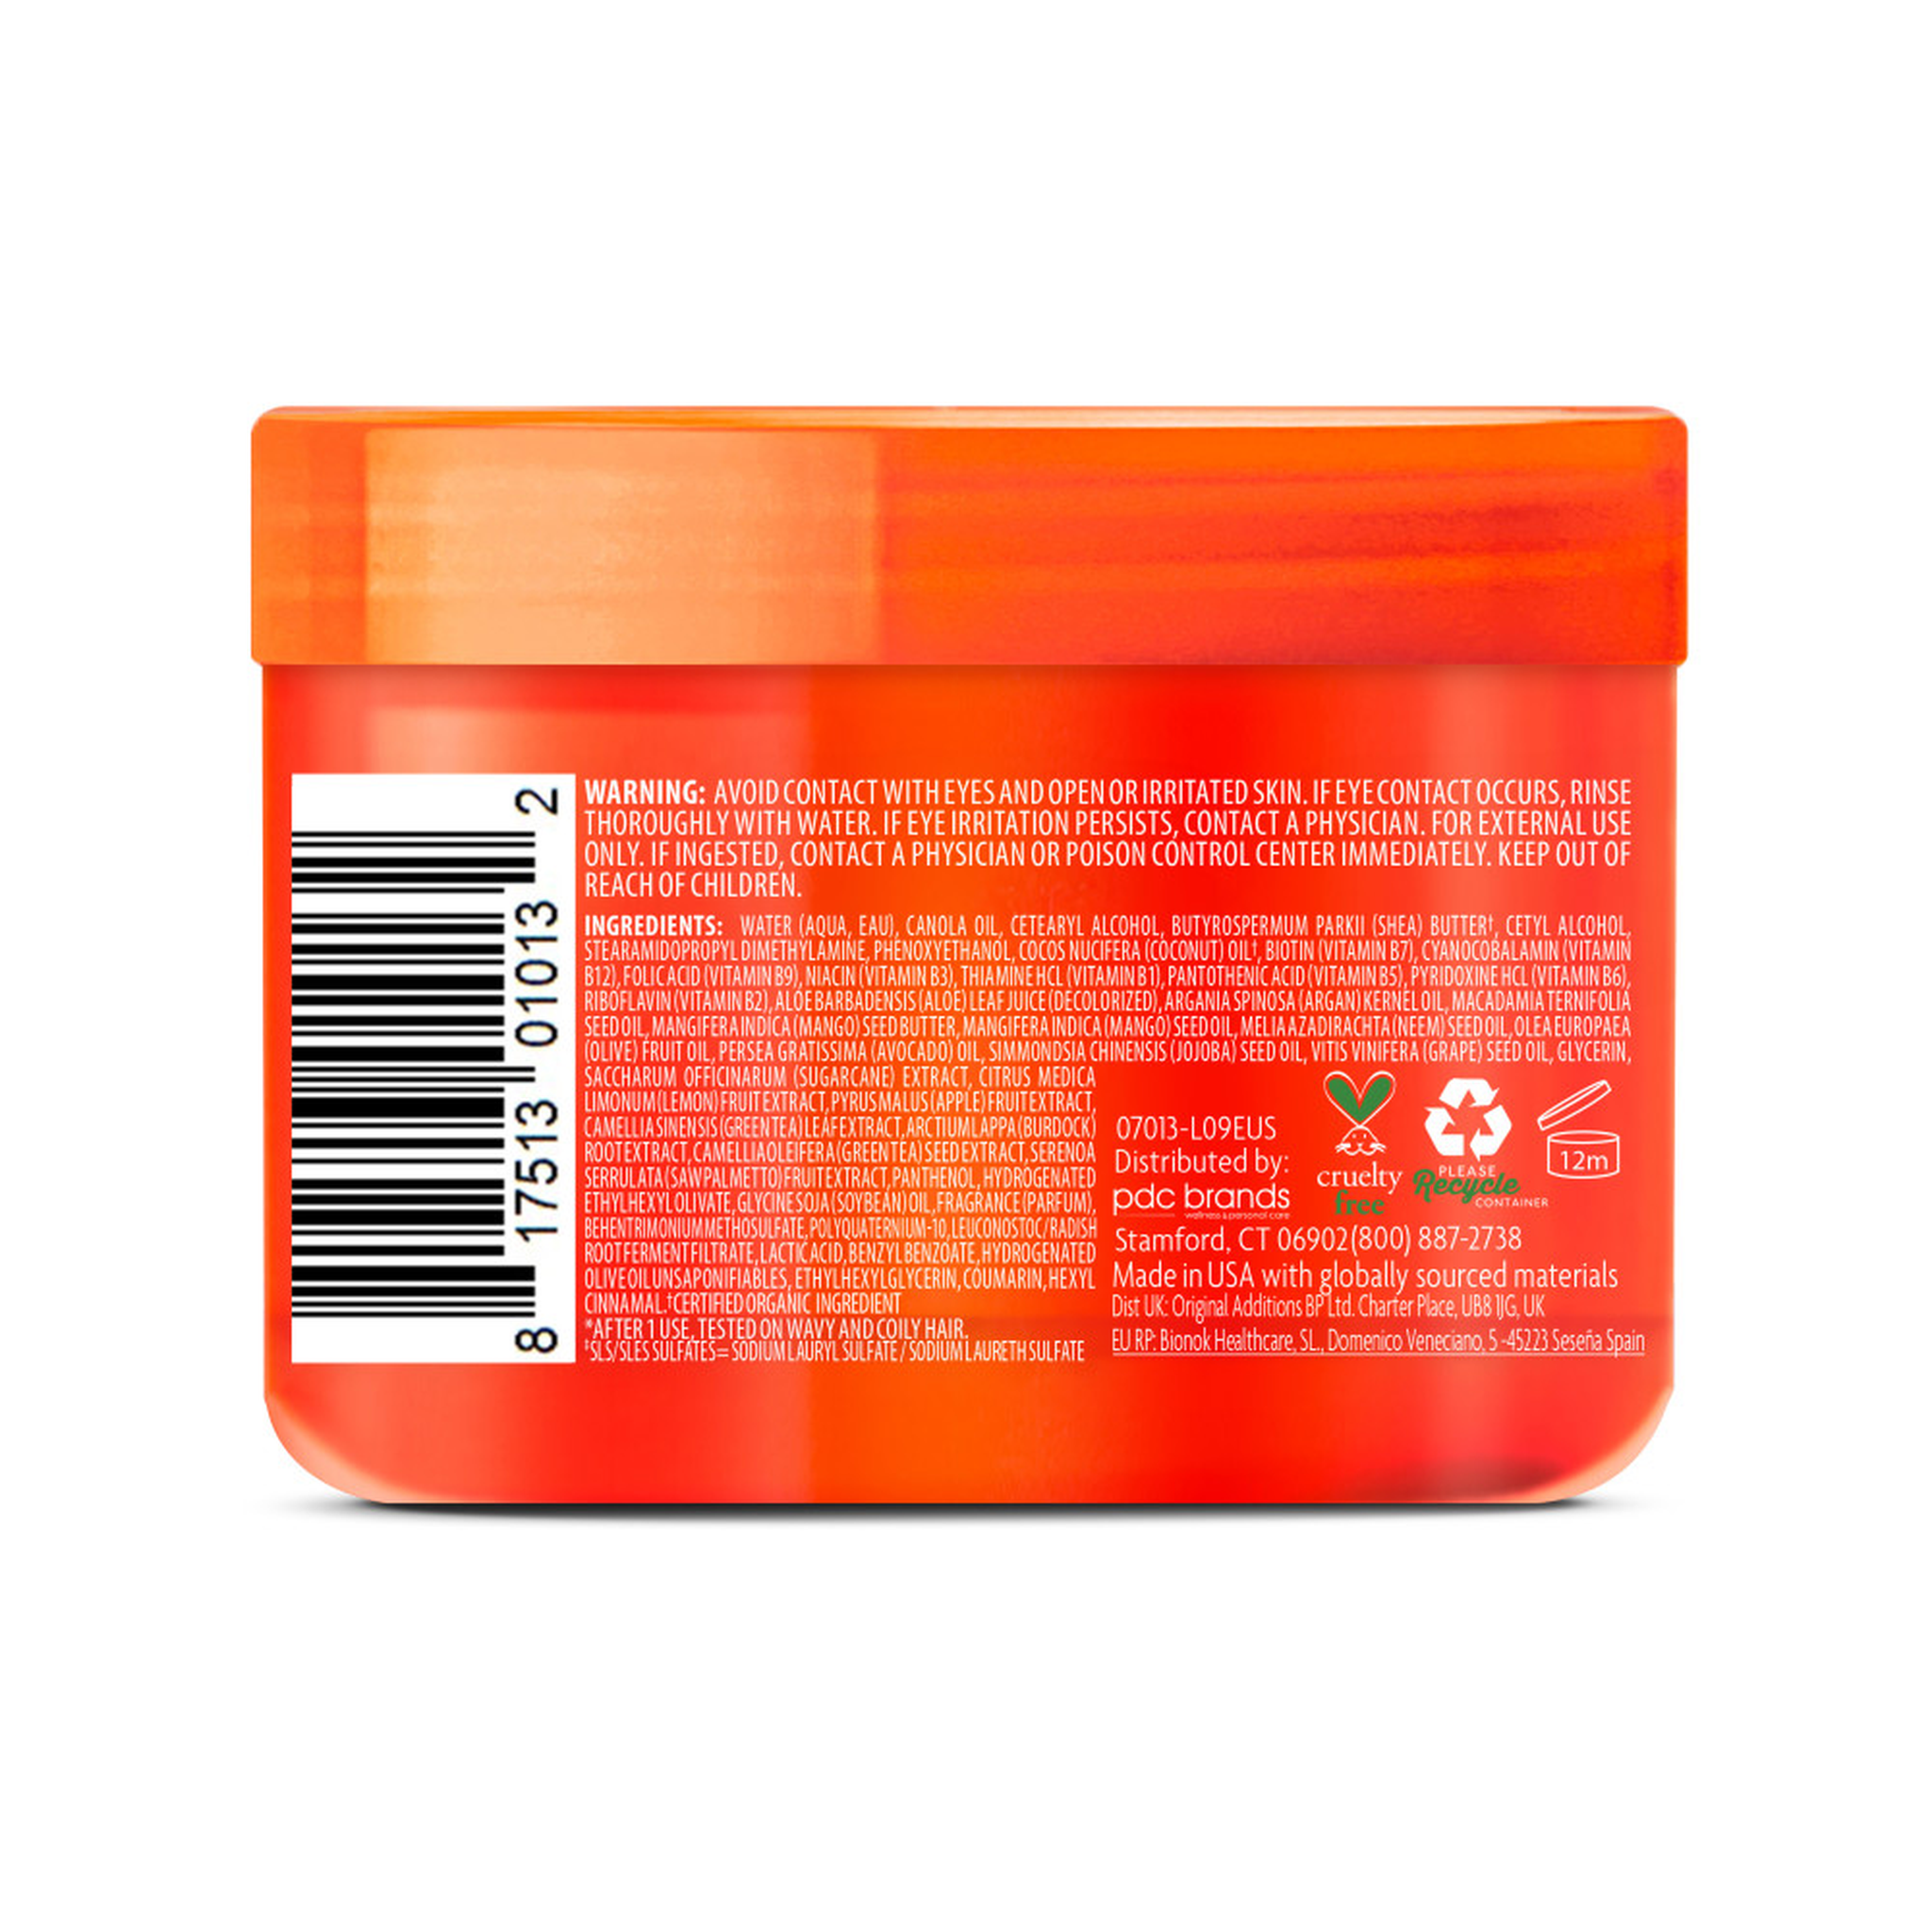 8 17513 01013 2
WARNING: AVOID CONTACT WITH EYES AND OPEN OR IRRITATED SKIN. IF EYE CONTACT OCCURS, RINSE
THOROUGHLY WITH WATER. IF EYE IRRITATION PERSISTS, CONTACT A PHYSICIAN. FOR EXTERNAL USE
ONLY. IF INGESTED, CONTACT A PHYSICIAN OR POISON CONTROL CENTER IMMEDIATELY. KEEP OUT OF
REACH OF CHILDREN.
INGREDIENTS: WATER (AQUA, EAU), CANOLA OIL, CETEARYL ALCOHOL, BUTYROSPERMUM PARKII (SHEA) BUTTER†, CETYL ALCOHOL,
STEARAMIDOPROPYL DIMETHYLAMINE, PHENOXYETHANOL, COCOS NUCIFERA (COCONUT) OIL†, BIOTIN (VITAMIN B7), CYANOCOBALAMIN (VITAMIN
B12), FOLIC ACID (VITAMIN B9), NIACIN (VITAMIN B3), THIAMINE HCL (VITAMIN B1), PANTOTHENIC ACID (VITAMIN B5), PYRIDOXINE HCL (VITAMIN B6),
RIBOFLAVIN (VITAMIN B2), ALOE BARBADENSIS (ALOE) LEAF JUICE (DECOLORIZED), ARGANIA SPINOSA (ARGAN) KERNEL OIL, MACADAMIA TERNIFOLIA
SEED OIL, MANGIFERA INDICA (MANGO) SEED BUTTER, MANGIFERA INDICA (MANGO) SEED OIL, MELIA AZADIRACHTA (NEEM) SEED OIL, OLEA EUROPAEA
(OLIVE) FRUIT OIL, PERSEA GRATISSIMA (AVOCADO) OIL, SIMMONDSIA CHINENSIS (JOJOBA) SEED OIL, VITIS VINIFERA (GRAPE) SEED OIL, GLYCERIN,
SACCHARUM OFFICINARUM (SUGARCANE) EXTRACT, CITRUS MEDICA
LIMONUM (LEMON) FRUIT EXTRACT, PYRUS MALUS (APPLE) FRUIT EXTRACT,
CAMELLIA SINENSIS (GREEN TEA) LEAF EXTRACT, ARCTIUM LAPPA (BURDOCK)
ROOT EXTRACT, CAMELLIA OLEIFERA (GREEN TEA) SEED EXTRACT, SERENOA
SERRULATA (SAW PALMETTO) FRUIT EXTRACT, PANTHENOL, HYDROGENATED
ETHYLHEXYL OLIVATE, GLYCINE SOJA (SOYBEAN) OIL, FRAGRANCE (PARFUM),
BEHENTRIMONIUM METHOSULFATE, POLYQUATERNIUM-10, LEUCONOSTOC/RADISH
ROOT FERMENT FILTRATE, LACTIC ACID, BENZYL BENZOATE, HYDROGENATED
OLIVE OIL UNSAPONIFIABLES, ETHYLHEXYLGLYCERIN, COUMARIN, HEXYL
CINNAMAL. †CERTIFIED ORGANIC INGREDIENT
*AFTER 1 USE, TESTED ON WAVY AND COILY HAIR.
‡SLS/SLES SULFATES= SODIUM LAURYL SULFATE / SODIUM LAURETH SULFATE
07013-L09EUS
Distributed by:
pdc brands
wellness & personal care
cruelty
free
PLEASE
Recycle
CONTAINER
12m
Stamford, CT 06902 (800) 887-2738
Made in USA with globally sourced materials
Dist UK: Original Additions BP Ltd. Charter Place, UB8 1JG, UK
EU RP: Bionok Healthcare, SL., Domenico Veneciano, 5 -45223 Seseña Spain